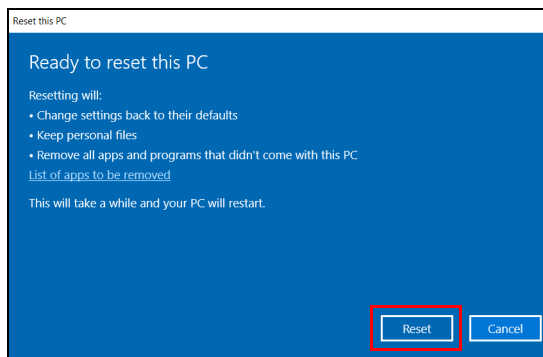 Reset this PC
Ready to reset this PC
Resetting will:
• Change settings back to their defaults
• Keep personal files
• Remove all apps and programs that didn't come with this PC
List of apps to be removed
This will take a while and your PC will restart.
Reset Cancel